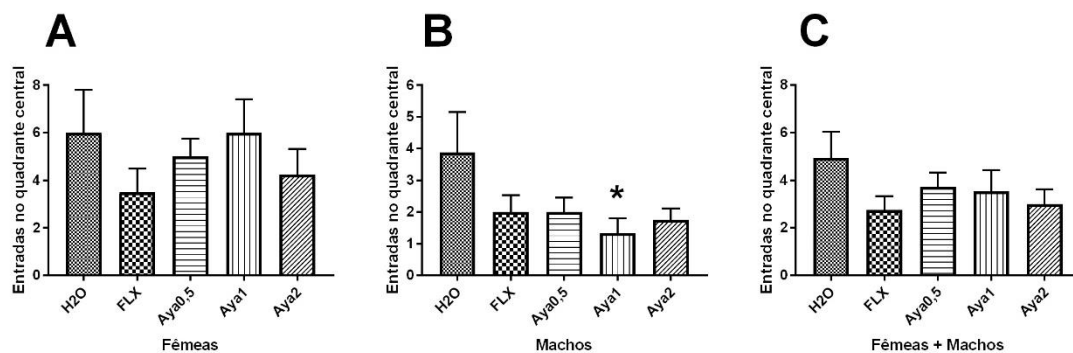 A
Entradas no quadrante central
8
6
4
2
0
H2O
FLX
Aya0,5
Aya1
Aya2
Fêmeas
B
Entradas no quadrante central
6
5
4
3
2
1
0
*
H2O
FLX
Aya0,5
Aya1
Aya2
Machos
C
Entradas no quadrante central
8
6
4
2
0
H2O
FLX
Aya0,5
Aya1
Aya2
Fêmeas + Machos